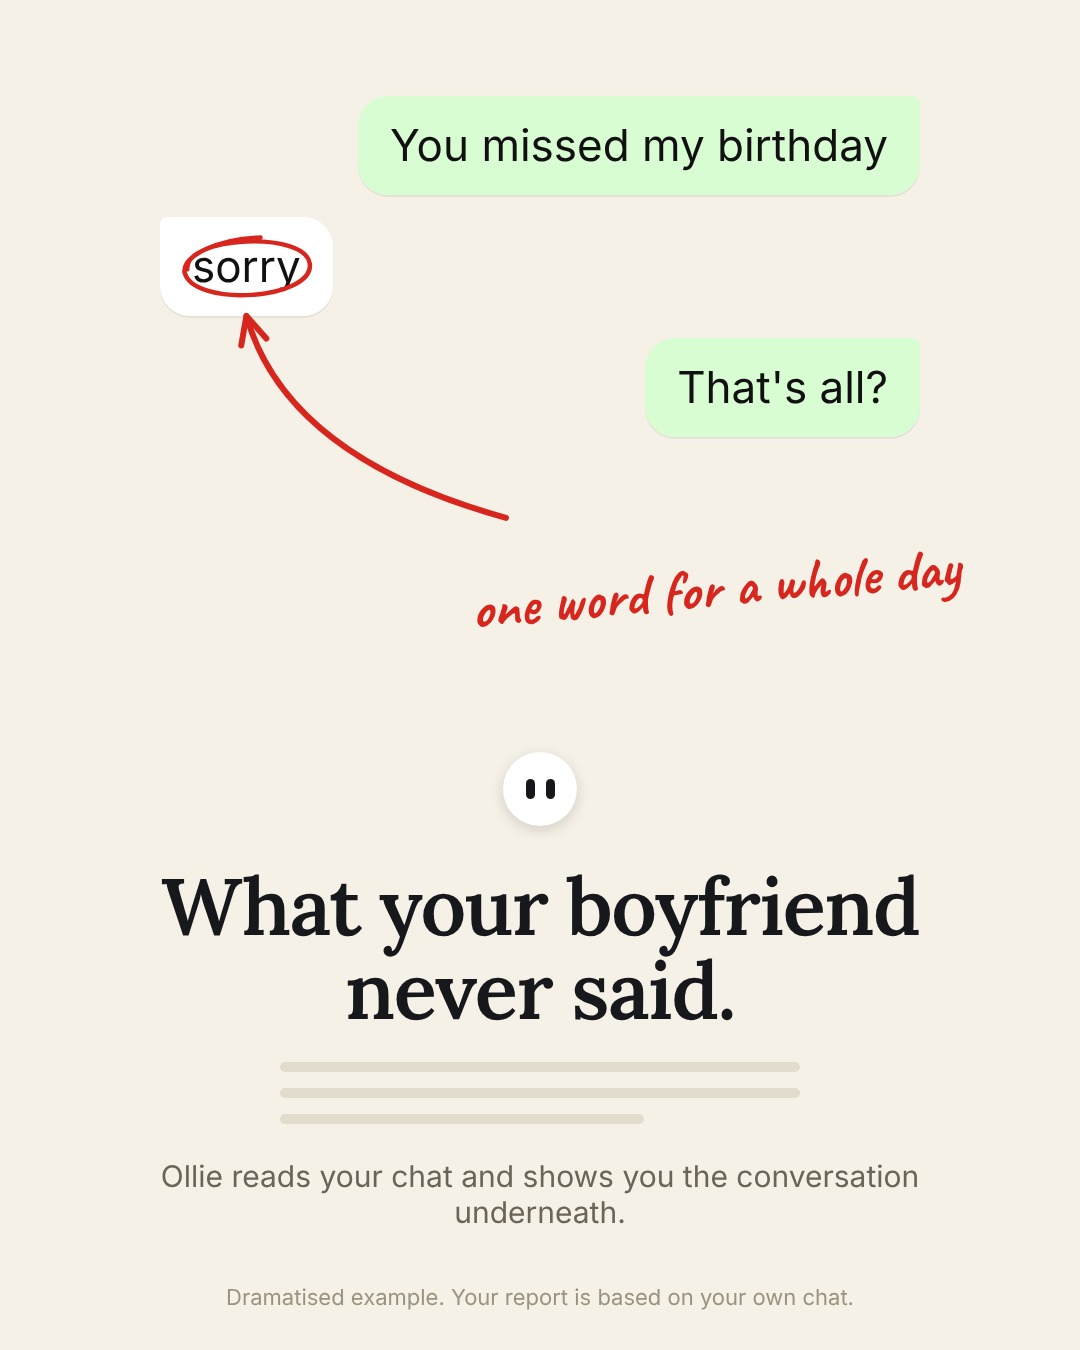 You missed my birthday
sorry
That's all?
one word for a whole day
What your boyfriend
never said.
Ollie reads your chat and shows you the conversation
underneath.
Dramatised example. Your report is based on your own chat.